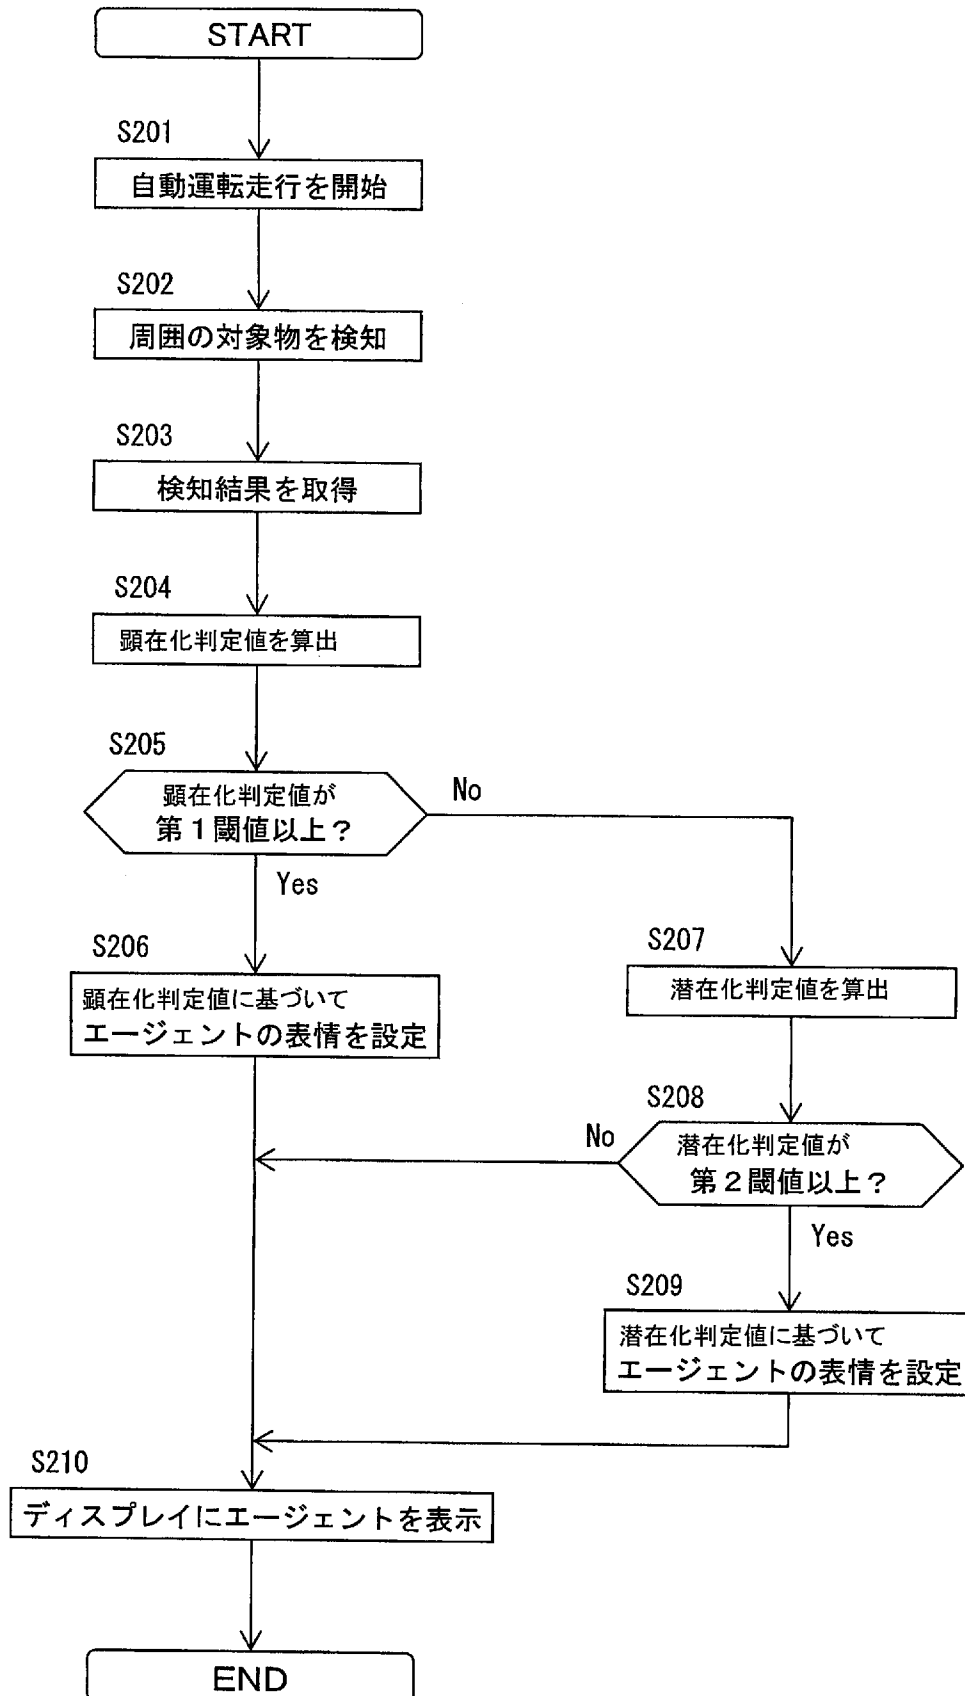 START
S201
自動運転走行を開始
S202
周囲の対象物を検知
S203
検知結果を取得
S204
顕在化判定値を算出
S205
顕在化判定値が
第１閾値以上？
No
Yes
S206
顕在化判定値に基づいて
エージェントの表情を設定
S207
潜在化判定値を算出
S208
潜在化判定値が
第２閾値以上？
No
Yes
S209
潜在化判定値に基づいて
エージェントの表情を設定
S210
ディスプレイにエージェントを表示
END